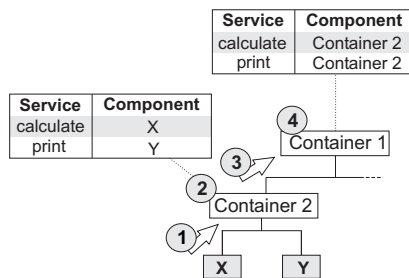 Service Component
calculate Container 2
print Container 2
Service Component
calculate X
print Y
4
Container 1
3
2
Container 2
1
X Y